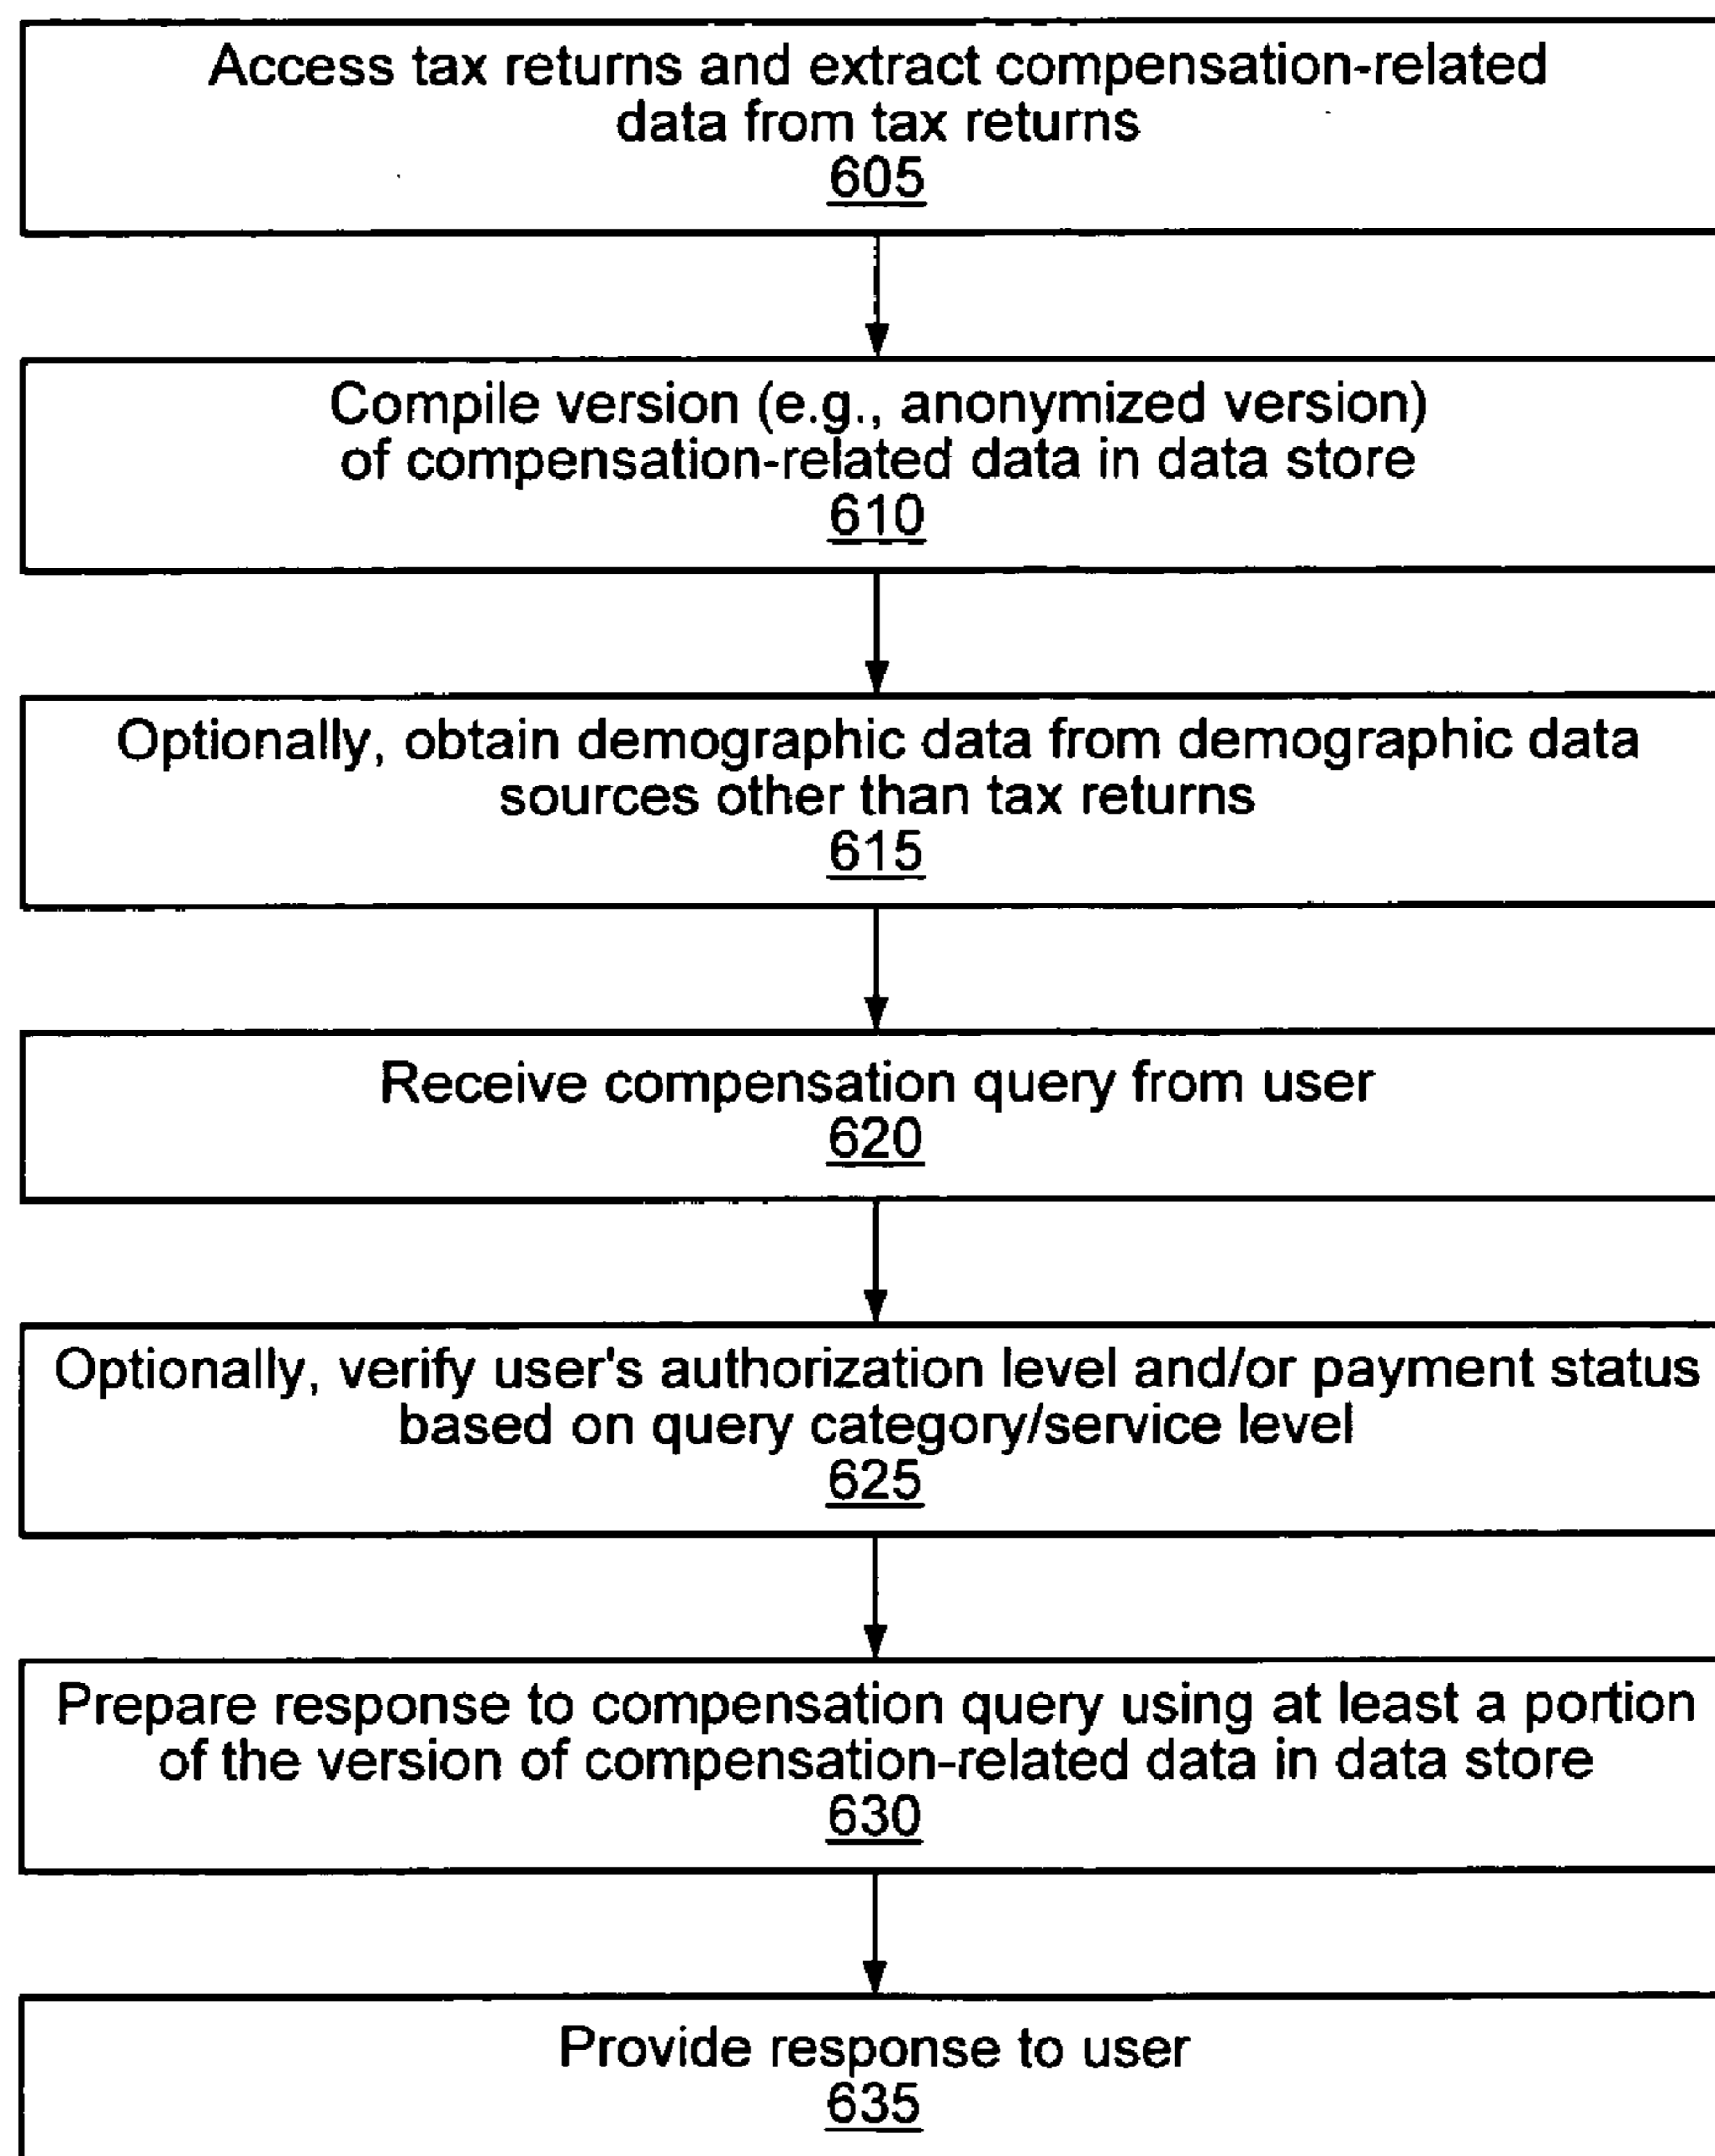 Access tax returns and extract compensation-related
data from tax returns
605
Compile version (e.g., anonymized version)
of compensation-related data in data store
610
Optionally, obtain demographic data from demographic data
sources other than tax returns
615
Receive compensation query from user
620
Optionally, verify user's authorization level and/or payment status
based on query category/service level
625
Prepare response to compensation query using at least a portion
of the version of compensation-related data in data store
630
Provide response to user
635